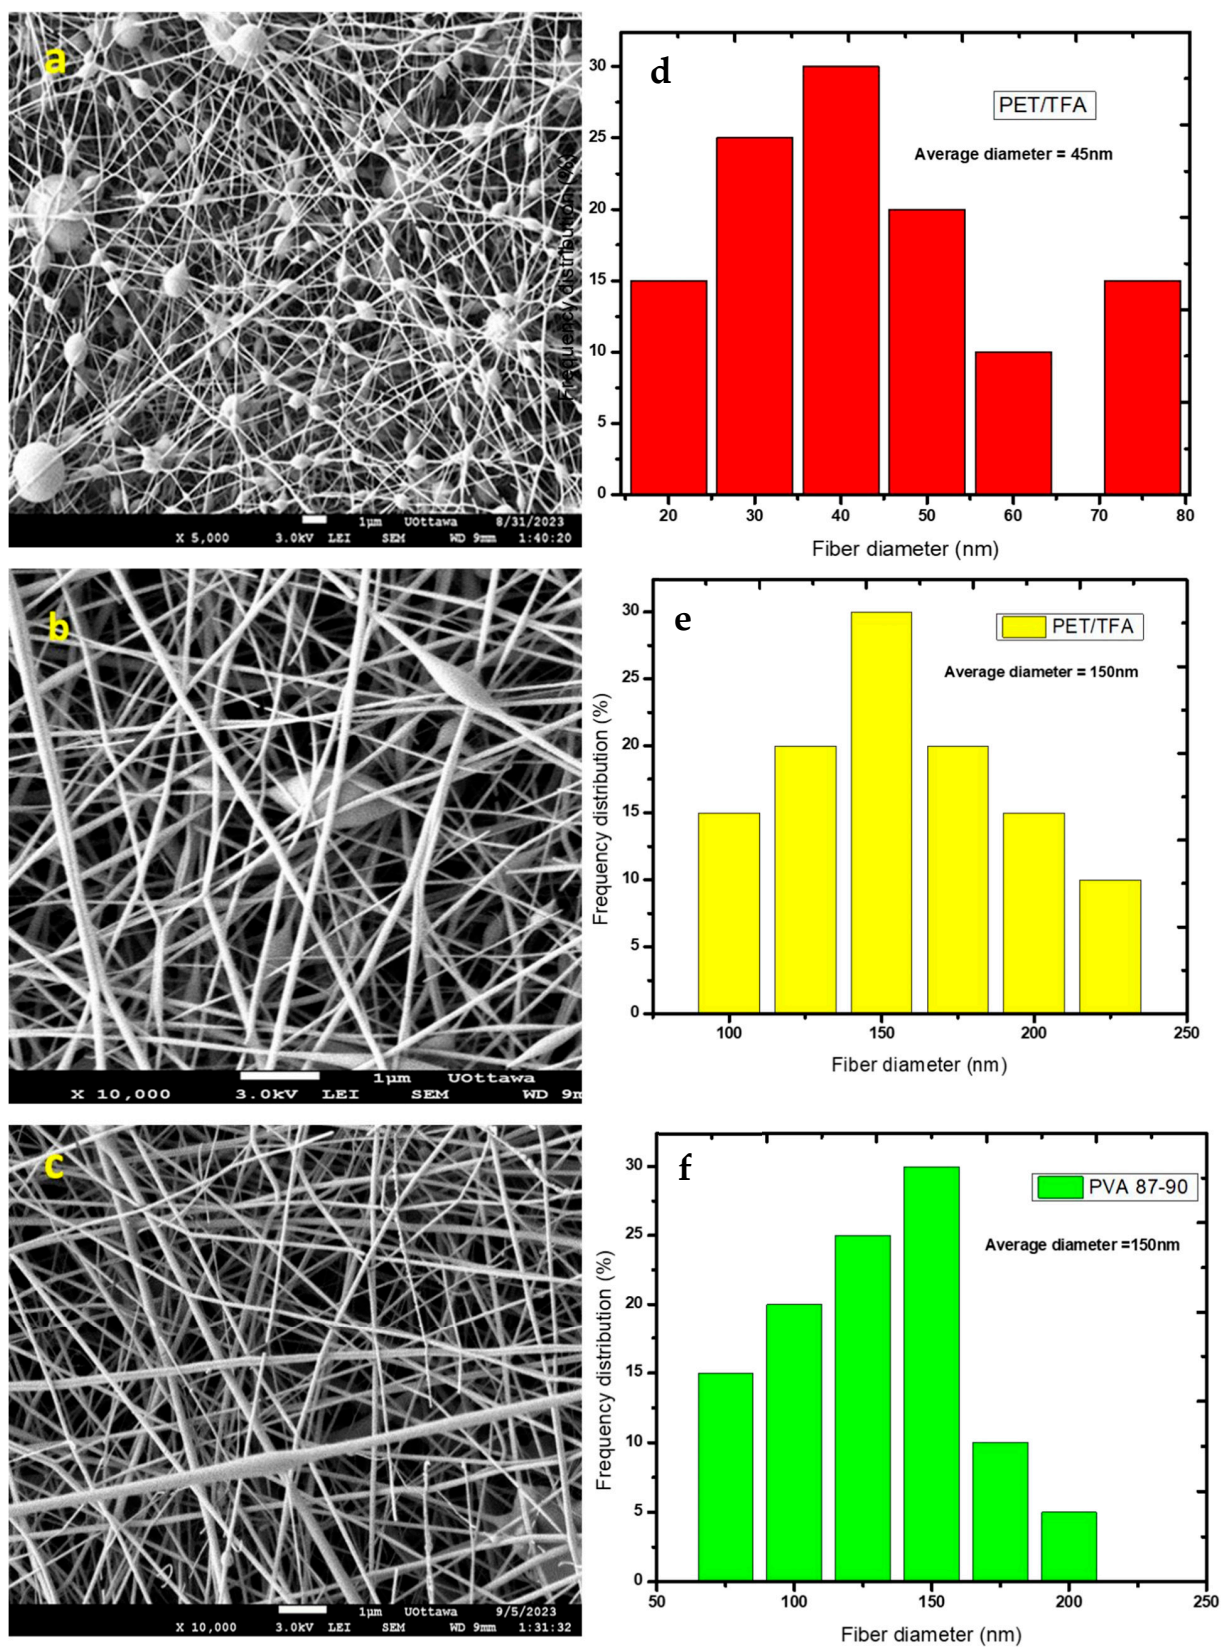 a
1µm UOttawa 8/31/2023
X 5,000 3.0kV LEI SEM WD 9mm 1:40:20
d
PET/TFA
Average diameter = 45nm
Frequency distribution (%)
30
25
20
15
10
5
0
20 30 40 50 60 70 80
Fiber diameter (nm)
b
1µm UOttawa
X 10,000 3.0kV LEI SEM WD 9m
e
PET/TFA
Average diameter = 150nm
Frequency distribution (%)
30
25
20
15
10
5
0
100 150 200 250
Fiber diameter (nm)
c
1µm UOttawa 9/5/2023
X 10,000 3.0kV LEI SEM WD 9mm 1:31:32
f
PVA 87-90
Average diameter =150nm
Frequency distribution (%)
30
25
20
15
10
5
0
50 100 150 200 250
Fiber diameter (nm)